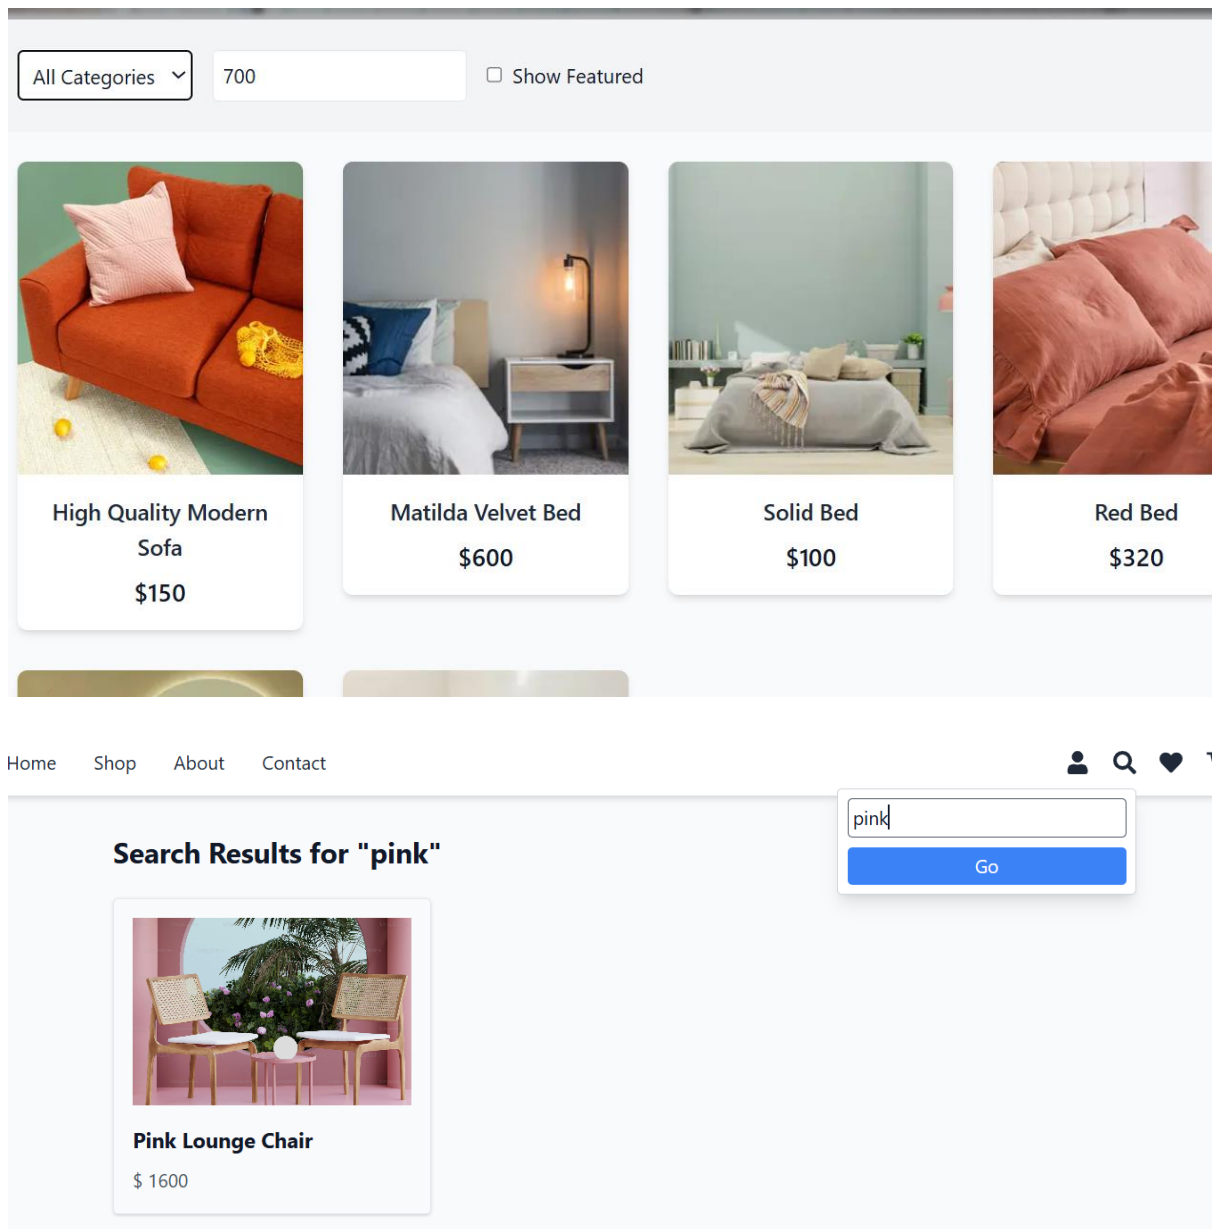 All Categories
700
Show Featured
High Quality Modern
Sofa
$150
Matilda Velvet Bed
$600
Solid Bed
$100
Red Bed
$320
Home
Shop
About
Contact
pink
Go
Search Results for "pink"
Pink Lounge Chair
$ 1600